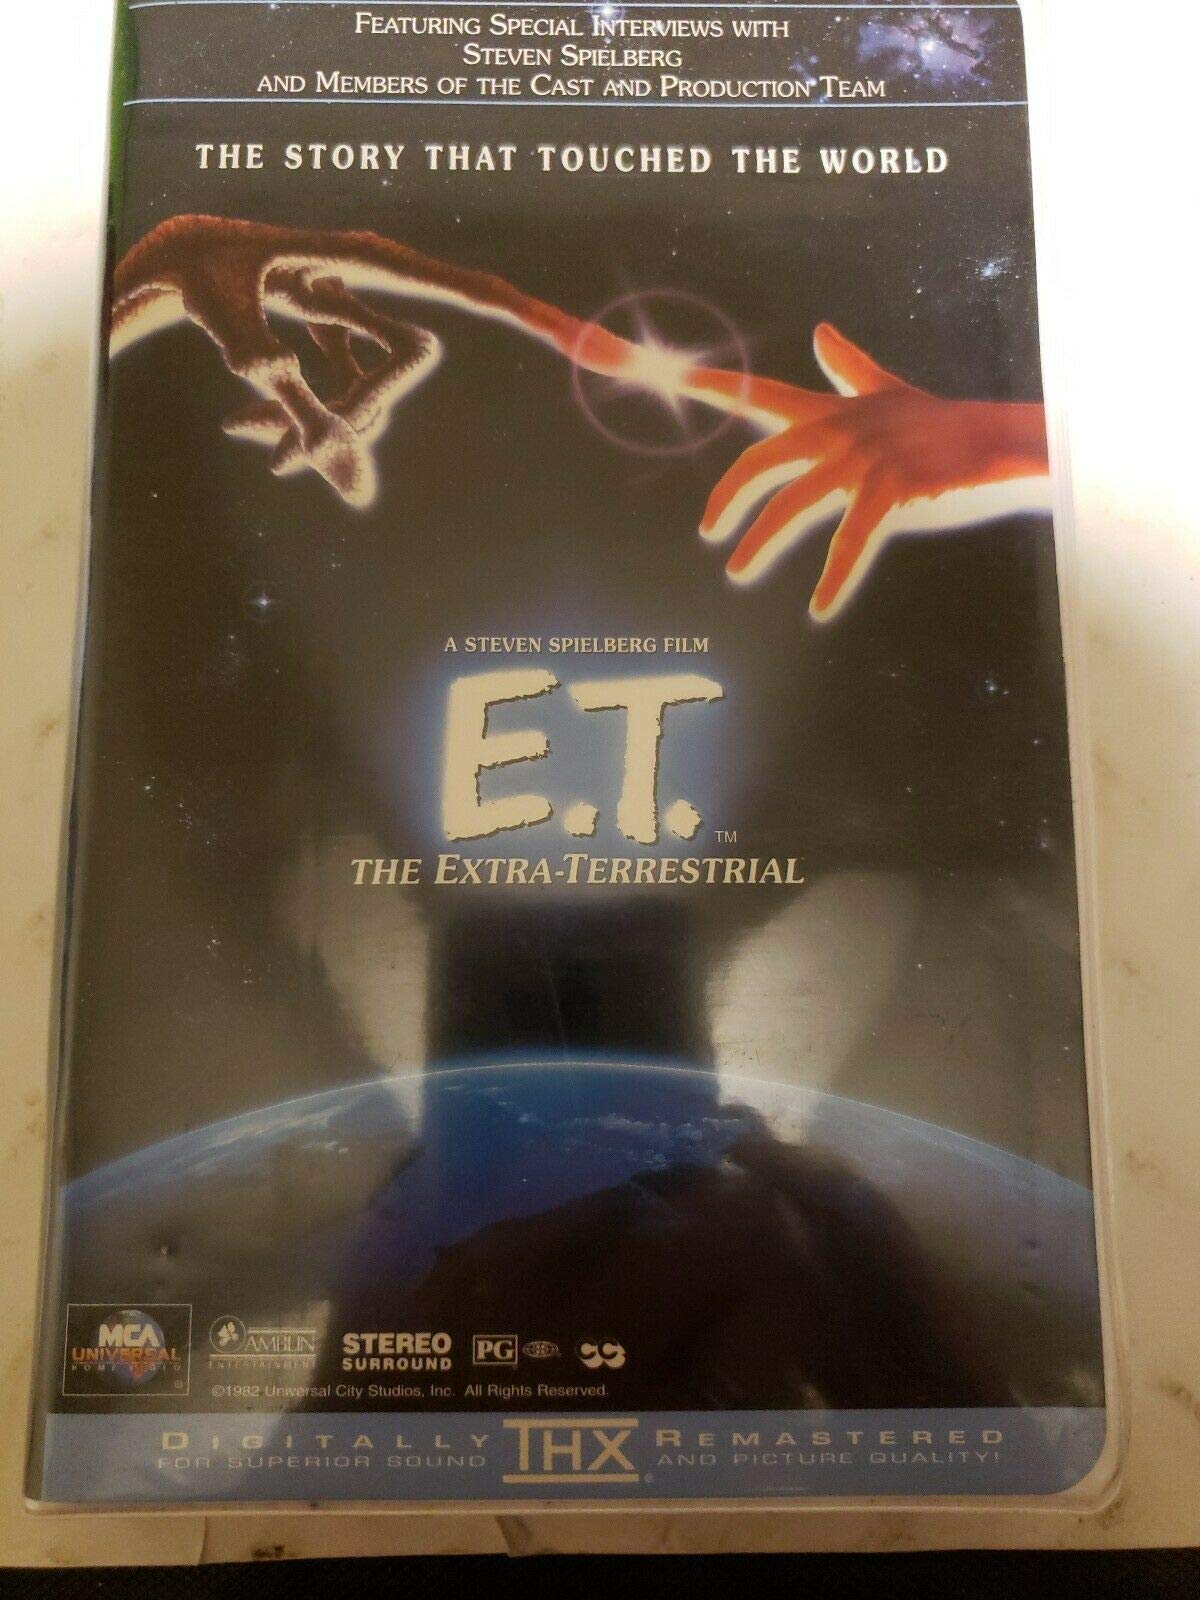 FEATURING SPECIAL INTERVIEWS WITH
STEVEN SPIELBERG
AND MEMBERS OF THE CAST AND PRODUCTION TEAM
THE STORY THAT TOUCHED THE WORLD
A STEVEN SPIELBERG FILM
E.T. TM
THE EXTRA-TERRESTRIAL
MCA
UNIVERSAL
HOME VIDEO
®
AMBLIN
ENTERTAINMENT
STEREO
SURROUND
PG
CC
©1982 Universal City Studios, Inc. All Rights Reserved.
DIGITALLY THX REMASTERED
FOR SUPERIOR SOUND ® AND PICTURE QUALITY!